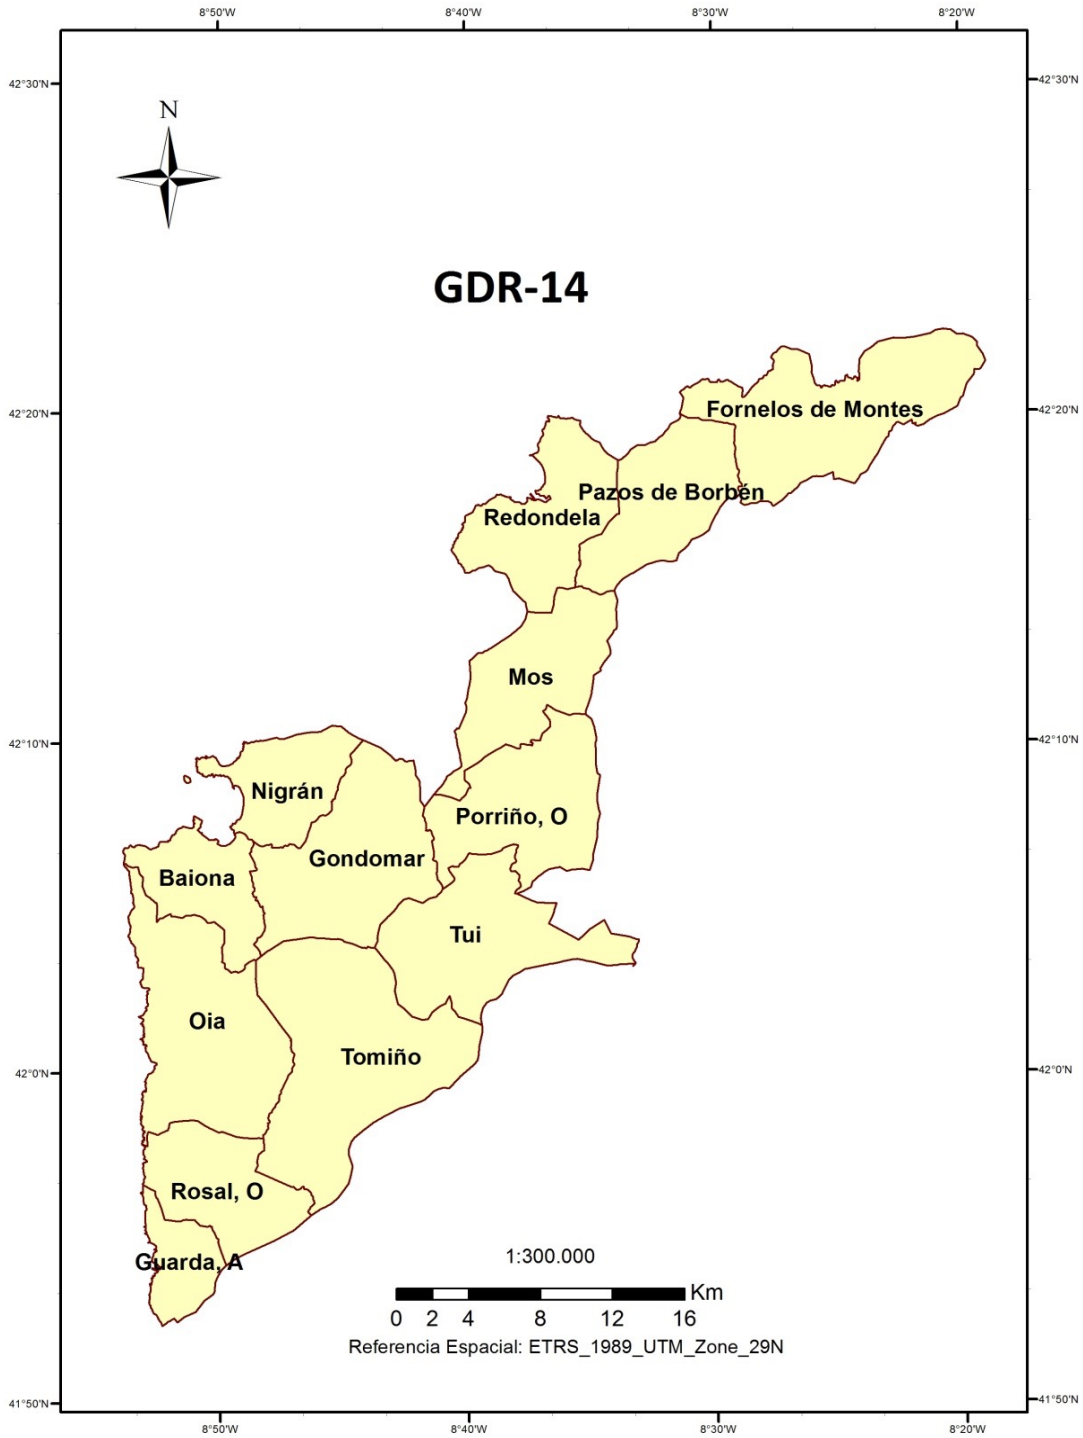 8°50'W 8°40'W 8°30'W 8°20'W
42°30'N 42°30'N
N
GDR-14
42°20'N 42°20'N
Fornelos de Montes
Pazos de Borbén
Redondela
Mos
42°10'N 42°10'N
Nigrán
Porriño, O
Gondomar
Baiona
Tui
Oia
Tomiño
42°0'N 42°0'N
Rosal, O
Guarda, A
1:300.000
Km
0 2 4 8 12 16
Referencia Espacial: ETRS_1989_UTM_Zone_29N
41°50'N 41°50'N
8°50'W 8°40'W 8°30'W 8°20'W